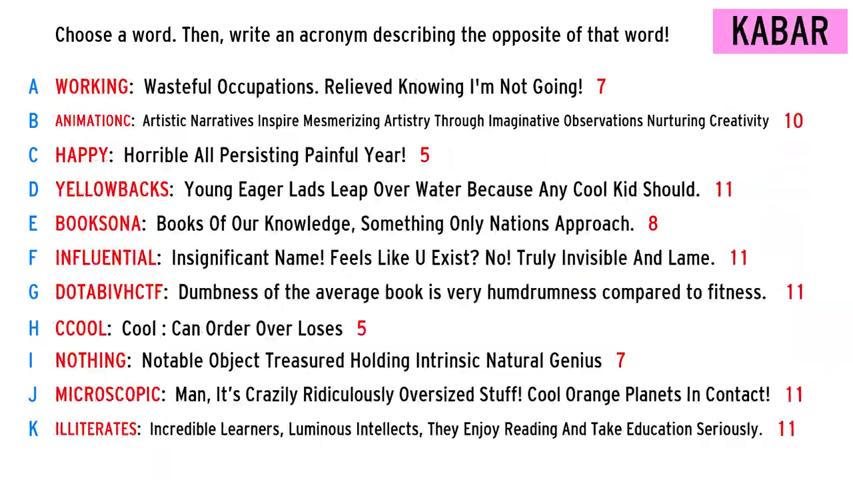 Choose a word. Then, write an acronym describing the opposite of that word!
KABAR
A WORKING: Wasteful Occupations. Relieved Knowing I'm Not Going! 7
B ANIMATIONC: Artistic Narratives Inspire Mesmerizing Artistry Through Imaginative Observations Nurturing Creativity 10
C HAPPY: Horrible All Persisting Painful Year! 5
D YELLOWBACKS: Young Eager Lads Leap Over Water Because Any Cool Kid Should. 11
E BOOKSONA: Books Of Our Knowledge, Something Only Nations Approach. 8
F INFLUENTIAL: Insignificant Name! Feels Like U Exist? No! Truly Invisible And Lame. 11
G DOTABIVHCTF: Dumbness of the average book is very humdrumness compared to fitness. 11
H CCOOL: Cool : Can Order Over Loses 5
I NOTHING: Notable Object Treasured Holding Intrinsic Natural Genius 7
J MICROSCOPIC: Man, It's Crazily Ridiculously Oversized Stuff! Cool Orange Planets In Contact! 11
K ILLITERATES: Incredible Learners, Luminous Intellects, They Enjoy Reading And Take Education Seriously. 11